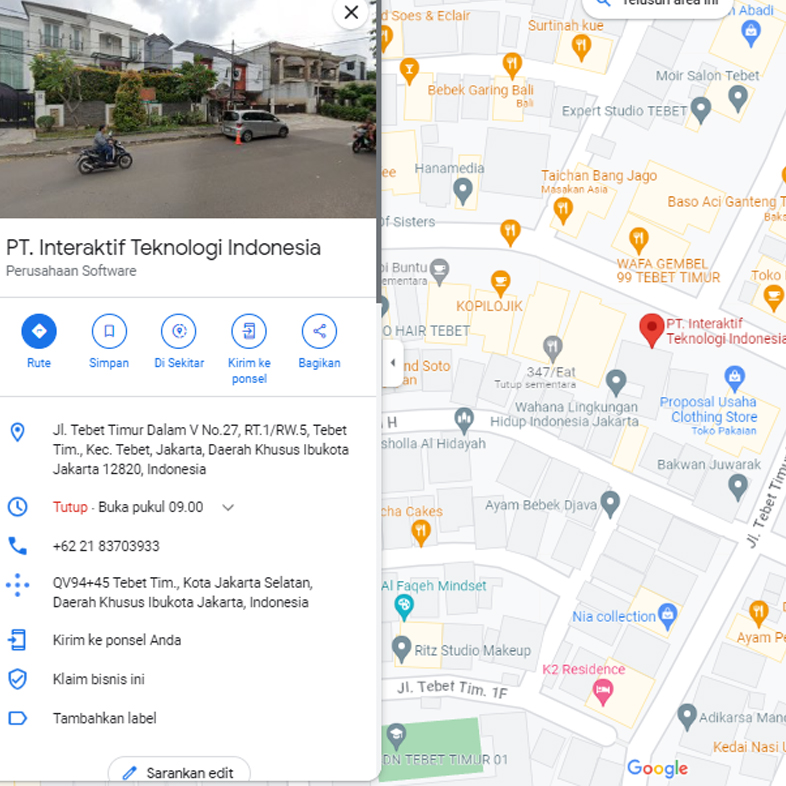 PT. Interaktif Teknologi Indonesia
Perusahaan Software
Rute
Simpan
Di Sekitar
Kirim ke
ponsel
Bagikan
Jl. Tebet Timur Dalam V No.27, RT.1/RW.5, Tebet
Tim., Kec. Tebet, Jakarta, Daerah Khusus Ibukota
Jakarta 12820, Indonesia
Tutup · Buka pukul 09.00
+62 21 83703933
QV94+45 Tebet Tim., Kota Jakarta Selatan,
Daerah Khusus Ibukota Jakarta, Indonesia
Kirim ke ponsel Anda
Klaim bisnis ini
Tambahkan label
Sarankan edit
Telusuri area ini
d Soes & Eclair
Surtinah kue
n Abadi
Bebek Garing Bali
Bali
Moir Salon Tebet
Expert Studio TEBET
ee
Hanamedia
Taichan Bang Jago
Masakan Asia
Baso Aci Ganteng T
Baks
Of Sisters
WAFA GEMBEL
99 TEBET TIMUR
pi Buntu
ementara
KOPILOJIK
Toko
O HAIR TEBET
PT. Interaktif
Teknologi Indonesia
nd Soto
an
347/Eat
Tutup sementara
Wahana Lingkungan
Hidup Indonesia Jakarta
Proposal Usaha
Clothing Store
Toko Pakaian
H
sholla Al Hidayah
Bakwan Juwarak
Ayam Bebek Djava
cha Cakes
Jl. Tebet Timu
Al Faqeh Mindset
Nia collection
Ritz Studio Makeup
Ayam Pe
K2 Residence
Jl. Tebet Tim. 1F
Adikarsa Mang
Kedai Nasi U
DN TEBET TIMUR 01
Google